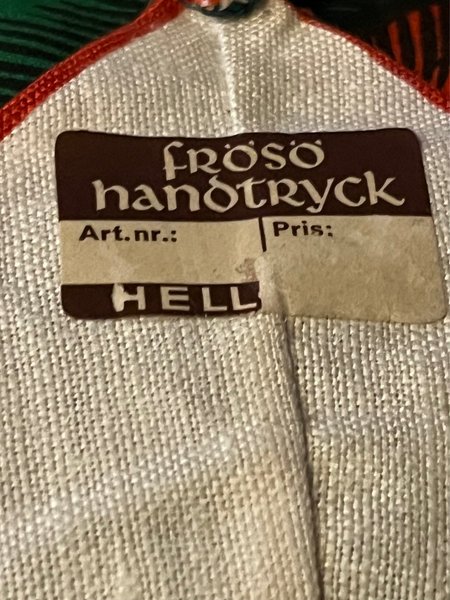 frösö
handtryck
Art.nr.: Pris:
HELL